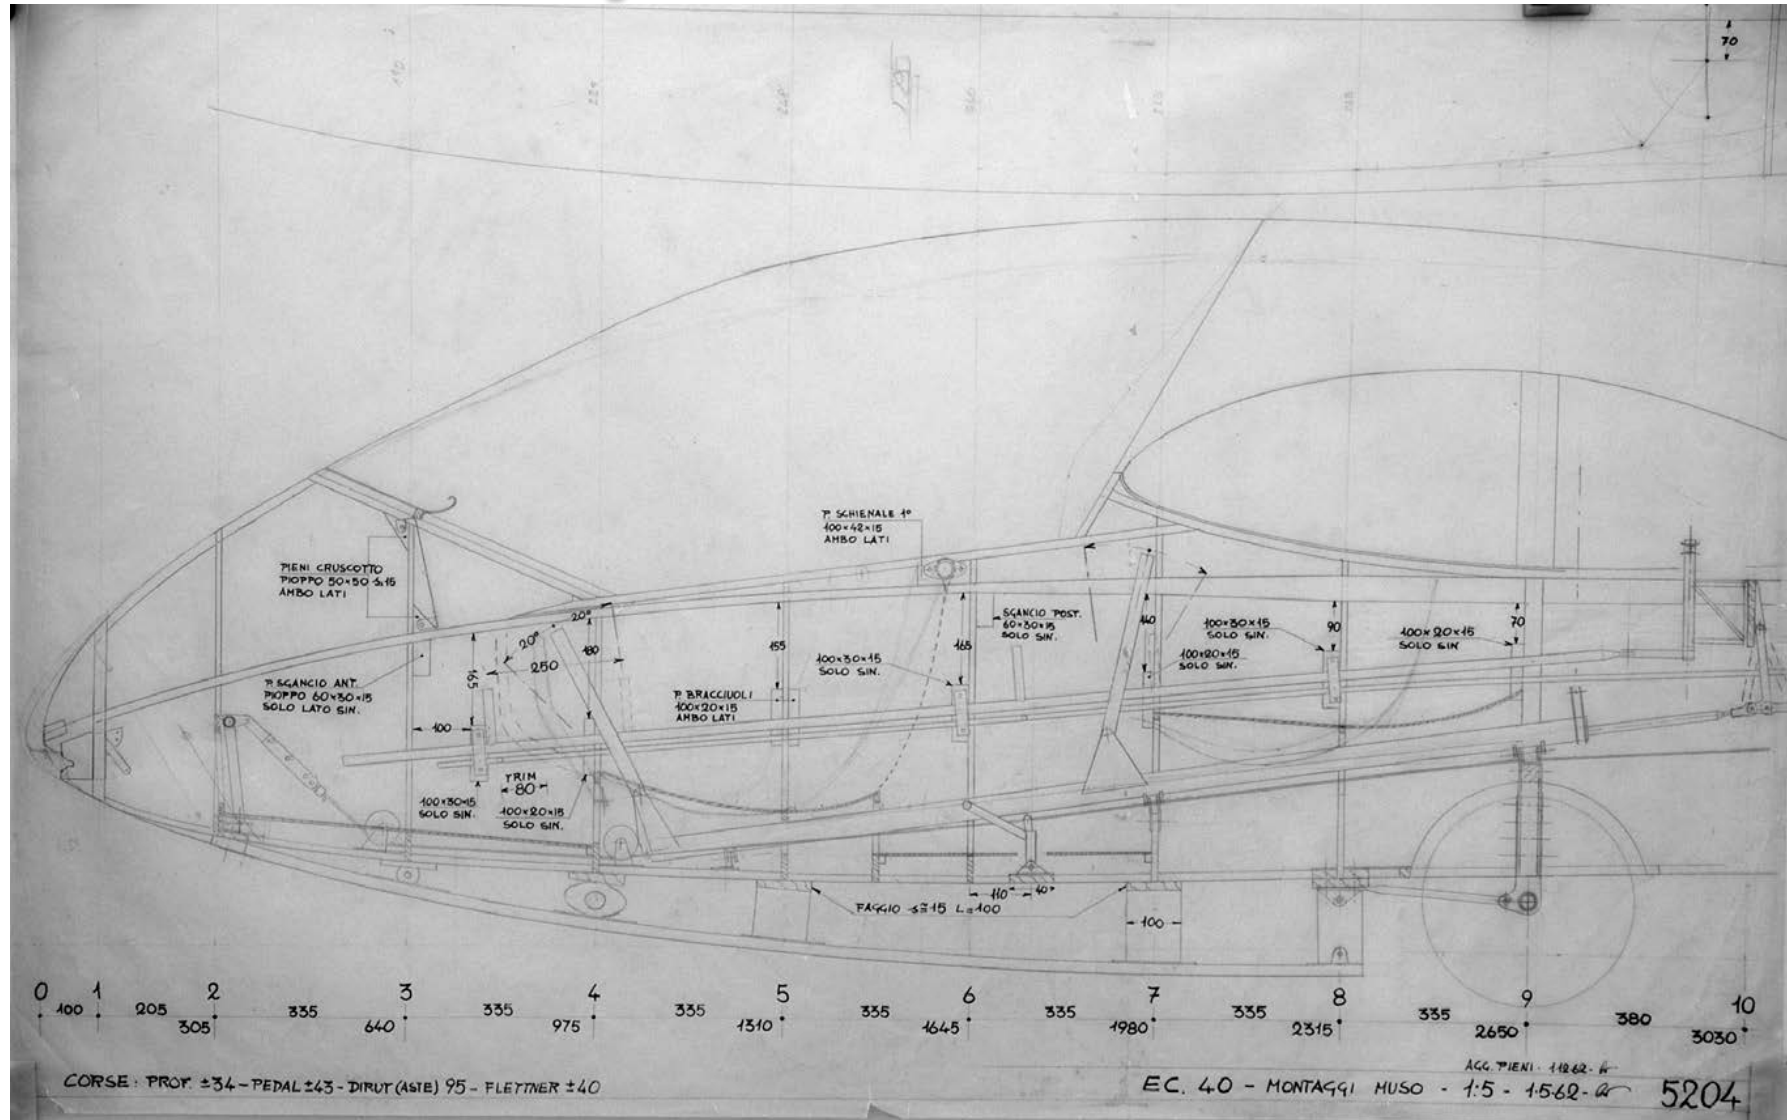 70
190
224
248
260
PIENI CRUSCOTTO
PIOPPO 50×50 s.15
AMBO LATI
P. SCHIENALE 1º
100×42×15
AMBO LATI
P. SGANCIO ANT.
PIOPPO 60×30×15
SOLO LATO SIN.
20°
20°
250
180
165
100
155
P. BRACCIUOLI
100×20×15
AMBO LATI
100×30×15
SOLO SIN.
165
SGANCIO POST.
60×30×15
SOLO SIN.
140
100×20×15
SOLO SIN.
100×30×15
SOLO SIN.
90
100×20×15
SOLO SIN
70
TRIM
80
100×30×15
SOLO SIN.
100×20×15
SOLO SIN.
110
40
FAGGIO s=15 L=100
100
0 1 2 3 4 5 6 7 8 9 10
100 205 335 335 335 335 335 335 335 380
305 640 975 1310 1645 1980 2315 2650 3030
CORSE: PROF. ±34 - PEDAL ±43 - DIRUT (ASTE) 95 - FLETTNER ±40
AGG. PIENI - 11262 -
EC. 40 - MONTAGGI MUSO - 1:5 - 1·5·62 - 5204